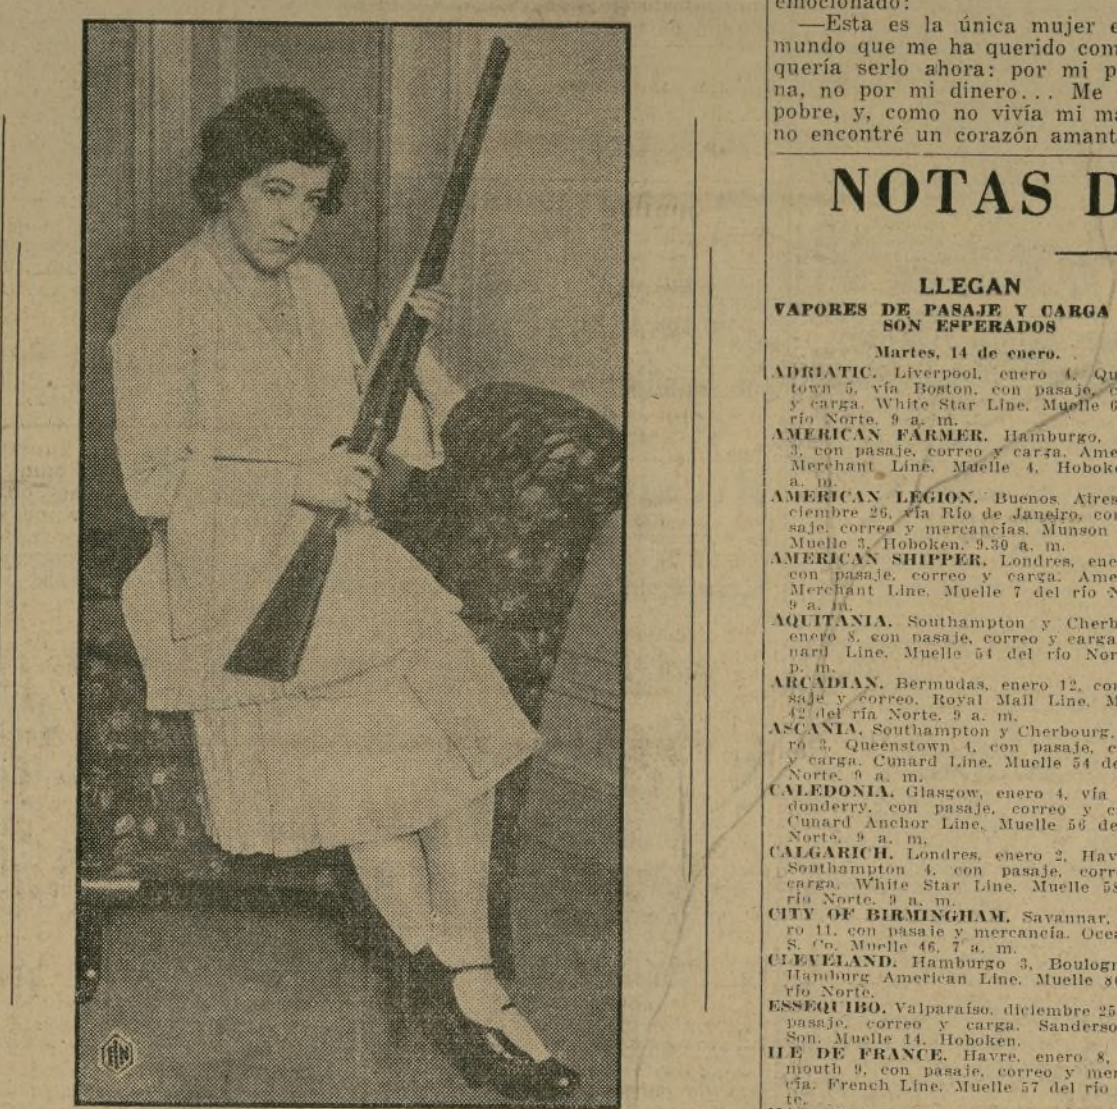 emocionado:
—Esta es la única mujer e
mundo que me ha querido com
quería serlo ahora: por mi p
na, no por mi dinero... Me
pobre, y, como no vivía mi ma
no encontré un corazón amant
NOTAS D
LLEGAN
VAPORES DE PASAJE Y CARGA
SON ESPERADOS
Martes, 14 de enero.
ADRIATIC. Liverpool, enero 4, Qu
town 5, vía Boston, con pasaje, c
y carga. White Star Line. Muelle 6
río Norte. 9 a. m.
AMERICAN FARMER. Hamburgo,
3, con pasaje, correo y carga. Ame
Merchant Line. Muelle 4, Hobok
a. m.
AMERICAN LEGION. Buenos Aires
ciembre 26, vía Río de Janeiro, co
saje, correo y mercancías. Munson
Muelle 3, Hoboken. 9.30 a. m.
AMERICAN SHIPPER. Londres, ene
con pasaje, correo y carga. Ame
Merchant Line. Muelle 7 del río N
9 a. m.
AQUITANIA. Southampton y Cherb
enero 8, con pasaje, correo y carga
nard Line. Muelle 54 del río Nor
p. m.
ARCADIAN. Bermudas, enero 12, co
saje y correo. Royal Mail Line. M
42 del ría Norte. 9 a. m.
ASCANIA. Southampton y Cherbourg,
ro 3, Queenstown 4, con pasaje, c
y carga. Cunard Line. Muelle 54 de
Norte. 9 a. m.
CALEDONIA. Glasgow, enero 4, vía
donderry, con pasaje, correo y c
Cunard Anchor Line. Muelle 56 de
Norte, 9 a. m.
CALGARICH. Londres, enero 2, Hav
Southampton 4, con pasaje, corr
carga. White Star Line. Muelle 58
río Norte. 9 a. m.
CITY OF BIRMINGHAM. Savannar,
ro 11, con pasaje y mercancía. Ocea
S. Co. Muelle 46. 7 a. m.
CLEVELAND. Hamburgo 3, Boulogn
Hamburg American Line. Muelle 86
río Norte.
ESSEQUIBO. Valparaíso, diciembre 25
pasaje, correo y carga. Sanderso
Son. Muelle 14. Hoboken.
ILE DE FRANCE. Havre, enero 8,
mouth 9, con pasaje, correo y mer
cía. French Line. Muelle 57 del río
te.